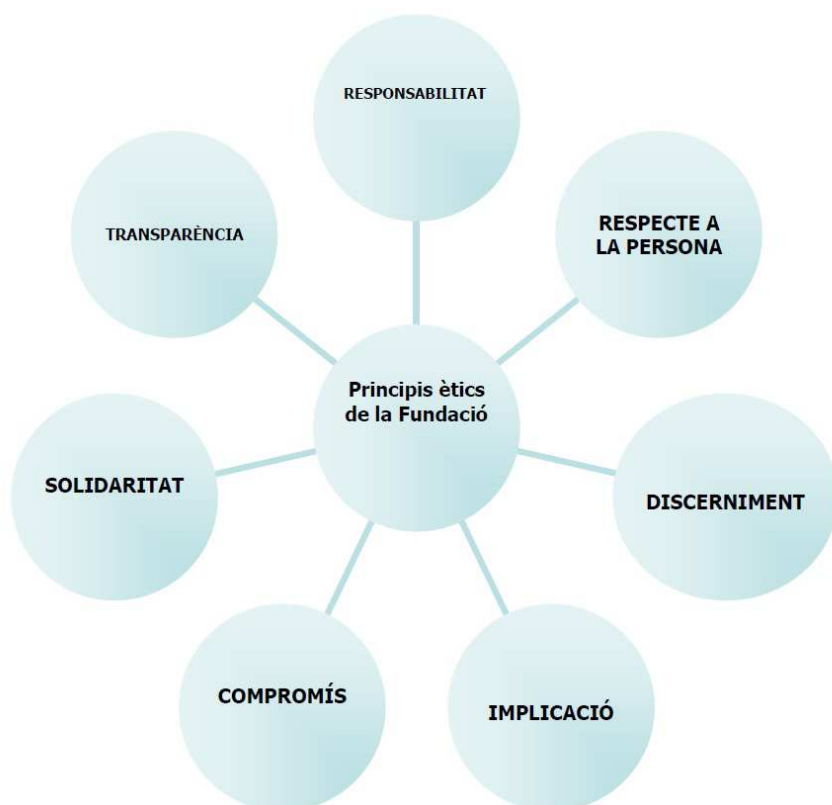 RESPONSABILITAT
TRANSPARÈNCIA
RESPECTE A
LA PERSONA
Principis ètics
de la Fundació
SOLIDARITAT
DISCERNIMENT
COMPROMÍS
IMPLICACIÓ